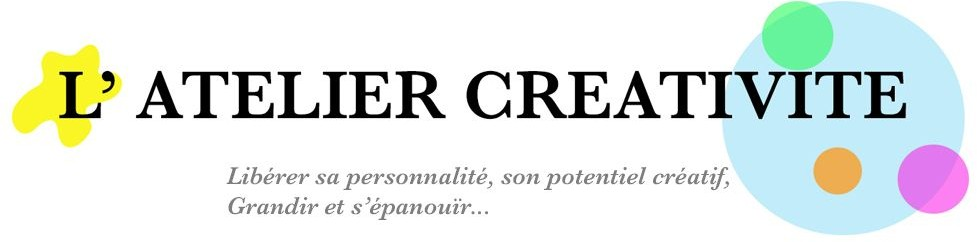 L’ ATELIER CREATIVITE
Libérer sa personnalité, son potentiel créatif,
Grandir et s’épanouïr...